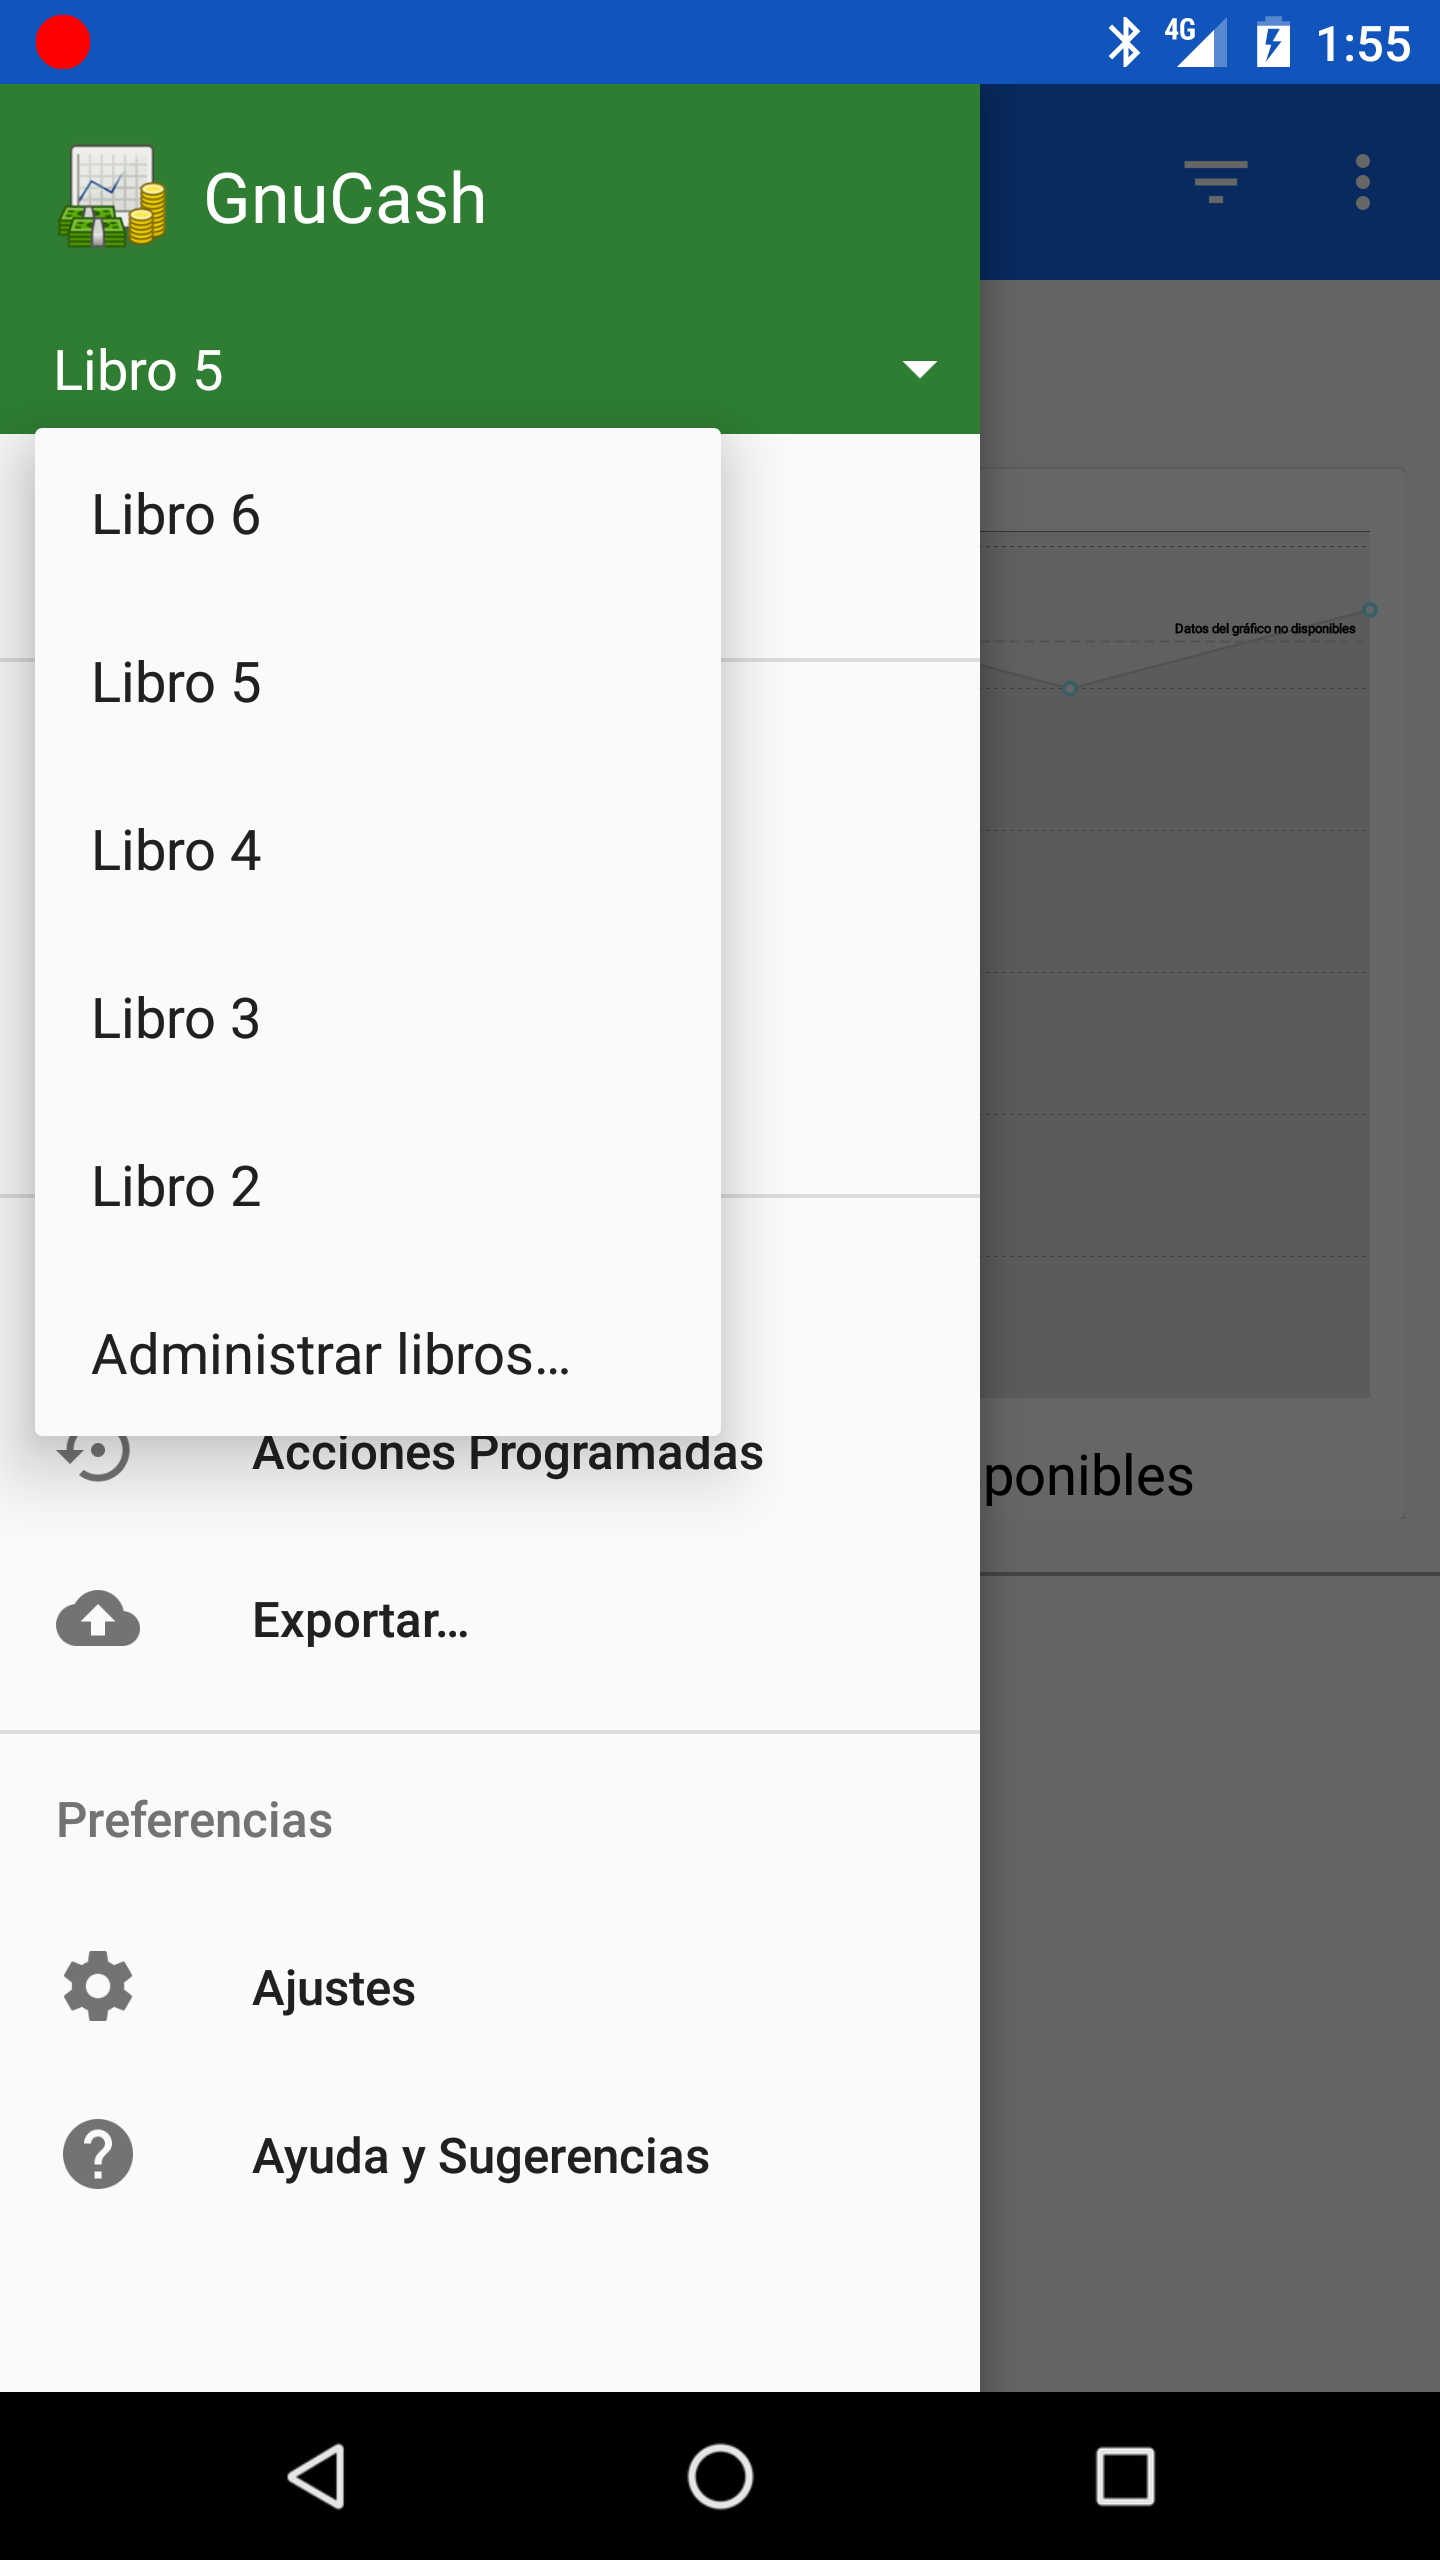 4G 1:55
GnuCash
Libro 5
Libro 6
Libro 5
Libro 4
Libro 3
Libro 2
Administrar libros...
Datos del gráfico no disponibles
Acciones Programadas
ponibles
Exportar...
Preferencias
Ajustes
Ayuda y Sugerencias